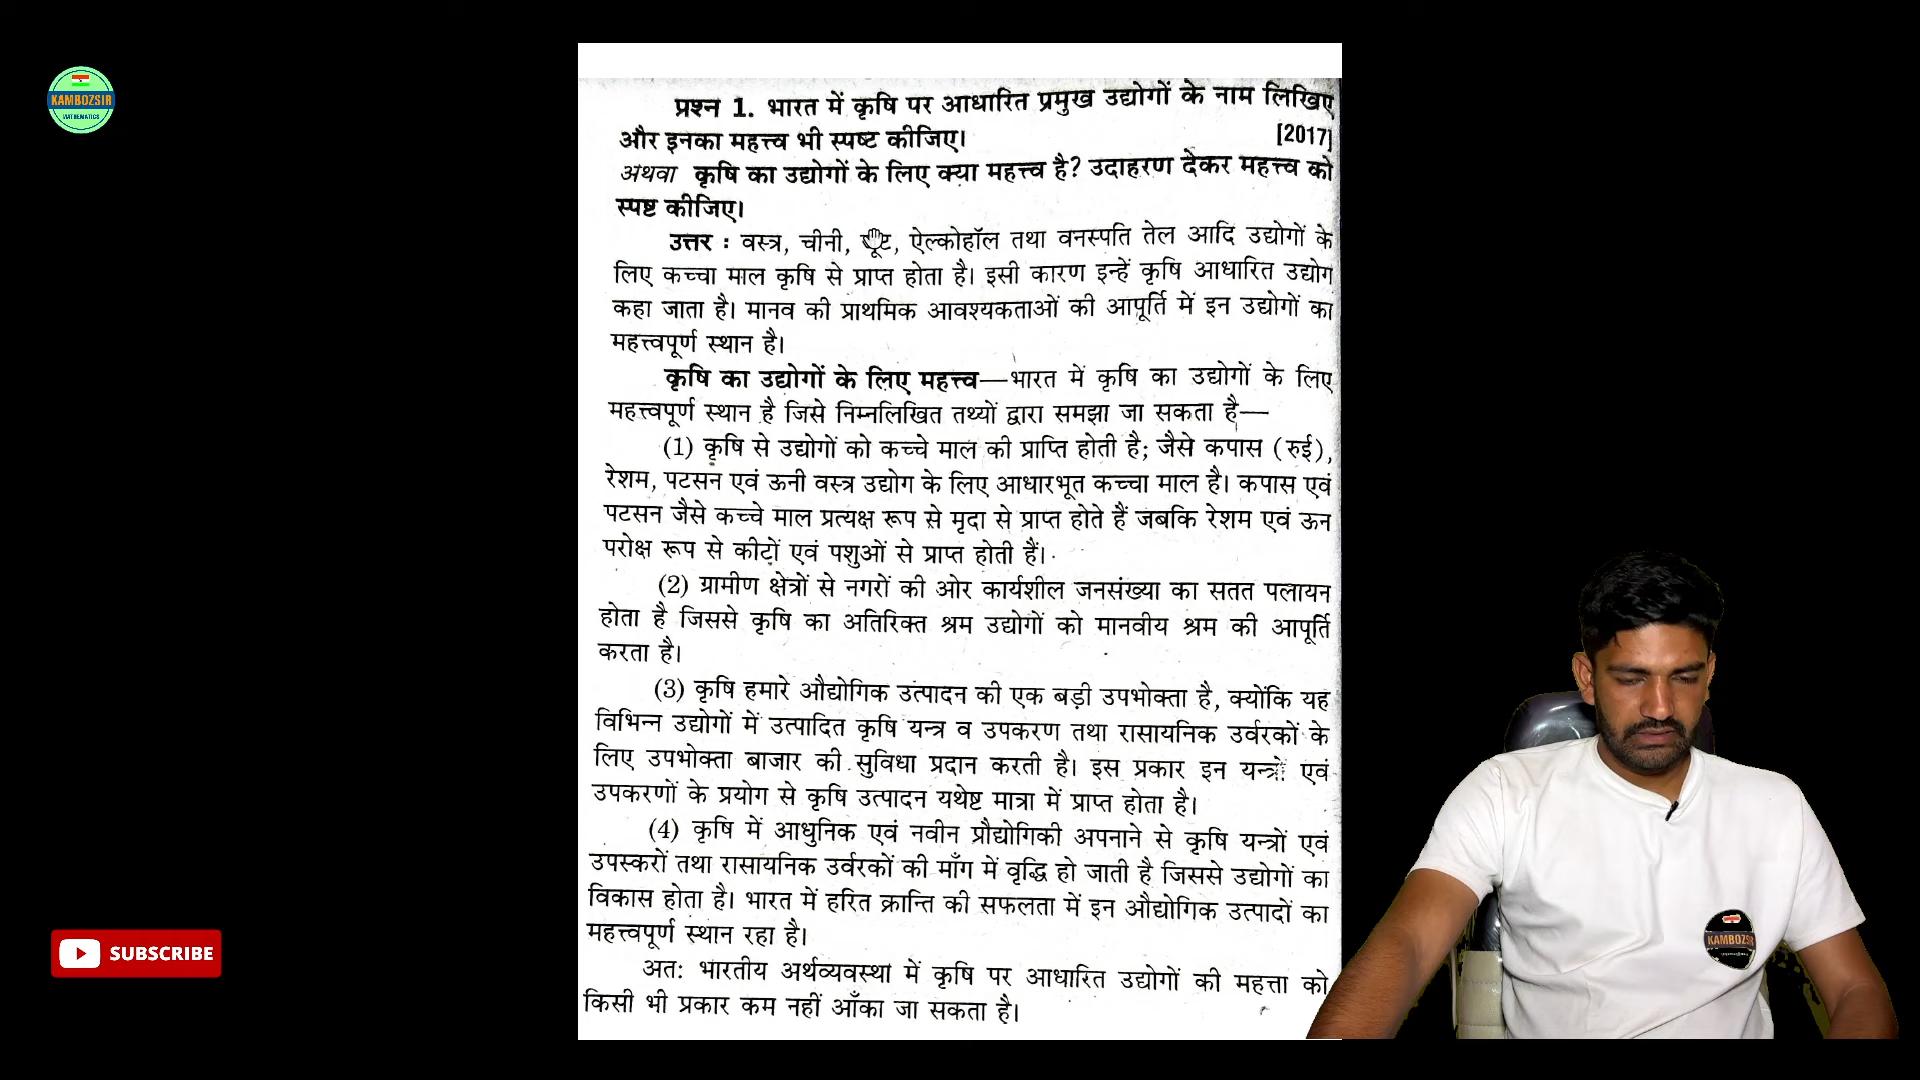 KAMBOZSIR
MATHEMATICS
प्रश्न 1. भारत में कृषि पर आधारित प्रमुख उद्योगों के नाम लिखिए
और इनका महत्त्व भी स्पष्ट कीजिए। [2017]
अथवा कृषि का उद्योगों के लिए क्या महत्त्व है? उदाहरण देकर महत्त्व को
स्पष्ट कीजिए।
उत्तर : वस्त्र, चीनी, ऐल्कोहॉल तथा वनस्पति तेल आदि उद्योगों के
लिए कच्चा माल कृषि से प्राप्त होता है। इसी कारण इन्हें कृषि आधारित उद्योग
कहा जाता है। मानव की प्राथमिक आवश्यकताओं की आपूर्ति में इन उद्योगों का
महत्त्वपूर्ण स्थान है।
कृषि का उद्योगों के लिए महत्त्व—भारत में कृषि का उद्योगों के लिए
महत्त्वपूर्ण स्थान है जिसे निम्नलिखित तथ्यों द्वारा समझा जा सकता है—
(1) कृषि से उद्योगों को कच्चे माल की प्राप्ति होती है; जैसे कपास (रुई),
रेशम, पटसन एवं ऊनी वस्त्र उद्योग के लिए आधारभूत कच्चा माल है। कपास एवं
पटसन जैसे कच्चे माल प्रत्यक्ष रूप से मृदा से प्राप्त होते हैं जबकि रेशम एवं ऊन
परोक्ष रूप से कीटों एवं पशुओं से प्राप्त होती हैं।
(2) ग्रामीण क्षेत्रों से नगरों की ओर कार्यशील जनसंख्या का सतत पलायन
होता है जिससे कृषि का अतिरिक्त श्रम उद्योगों को मानवीय श्रम की आपूर्ति
करता है।
(3) कृषि हमारे औद्योगिक उत्पादन की एक बड़ी उपभोक्ता है, क्योंकि यह
विभिन्न उद्योगों में उत्पादित कृषि यन्त्र व उपकरण तथा रासायनिक उर्वरकों के
लिए उपभोक्ता बाजार की सुविधा प्रदान करती है। इस प्रकार इन यन्त्रों एवं
उपकरणों के प्रयोग से कृषि उत्पादन यथेष्ट मात्रा में प्राप्त होता है।
(4) कृषि में आधुनिक एवं नवीन प्रौद्योगिकी अपनाने से कृषि यन्त्रों एवं
उपस्करों तथा रासायनिक उर्वरकों की माँग में वृद्धि हो जाती है जिससे उद्योगों का
विकास होता है। भारत में हरित क्रान्ति की सफलता में इन औद्योगिक उत्पादों का
महत्त्वपूर्ण स्थान रहा है।
अतः भारतीय अर्थव्यवस्था में कृषि पर आधारित उद्योगों की महत्ता को
किसी भी प्रकार कम नहीं आँका जा सकता है।
SUBSCRIBE